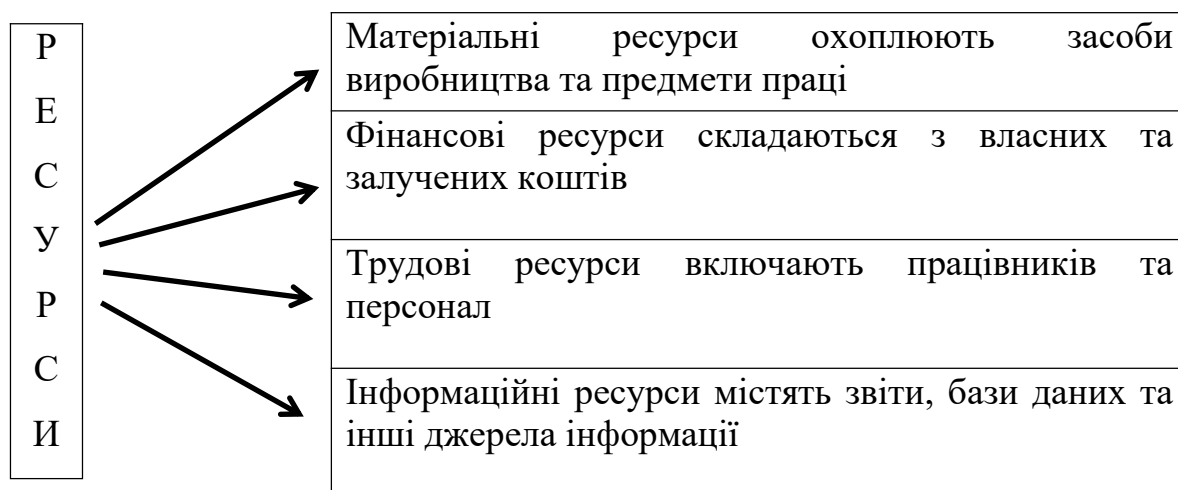 РЕСУРСИ
Матеріальні ресурси охоплюють засоби
виробництва та предмети праці
Фінансові ресурси складаються з власних та
залучених коштів
Трудові ресурси включають працівників та
персонал
Інформаційні ресурси містять звіти, бази даних та
інші джерела інформації